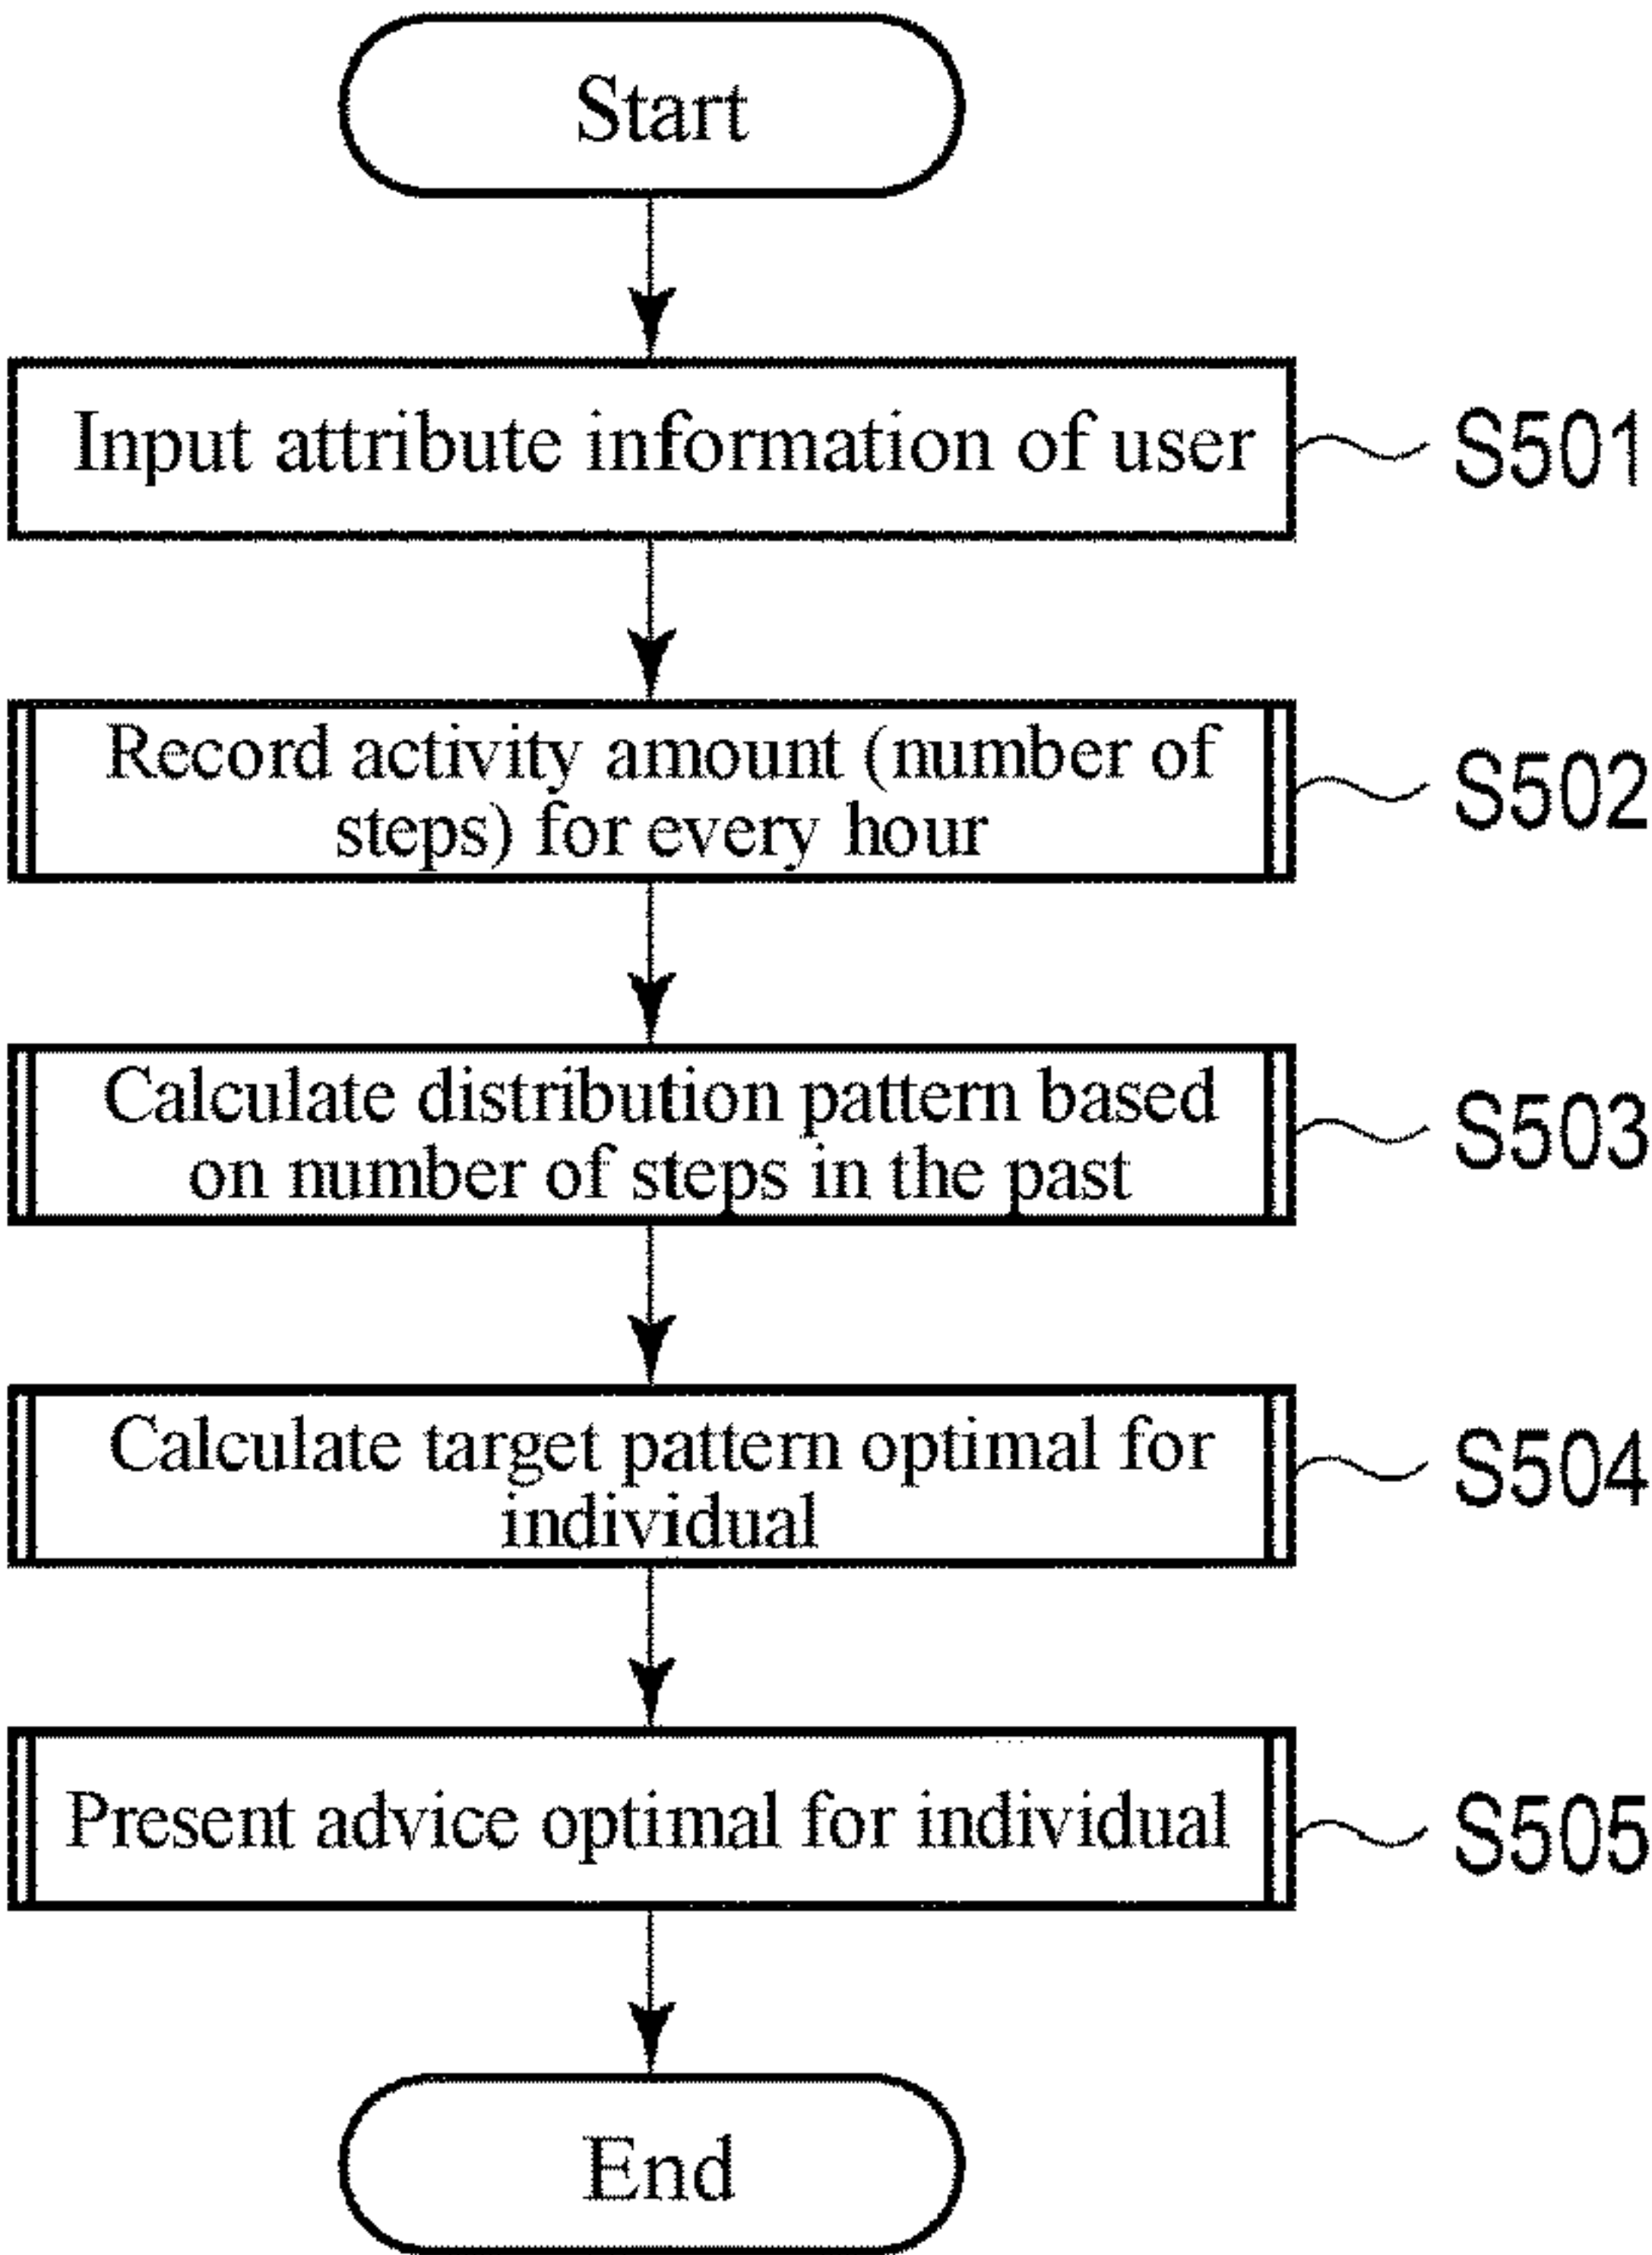 Start
Input attribute information of user
S501
Record activity amount (number of
steps) for every hour
S502
Calculate distribution pattern based
on number of steps in the past
S503
Calculate target pattern optimal for
individual
S504
Present advice optimal for individual
S505
End